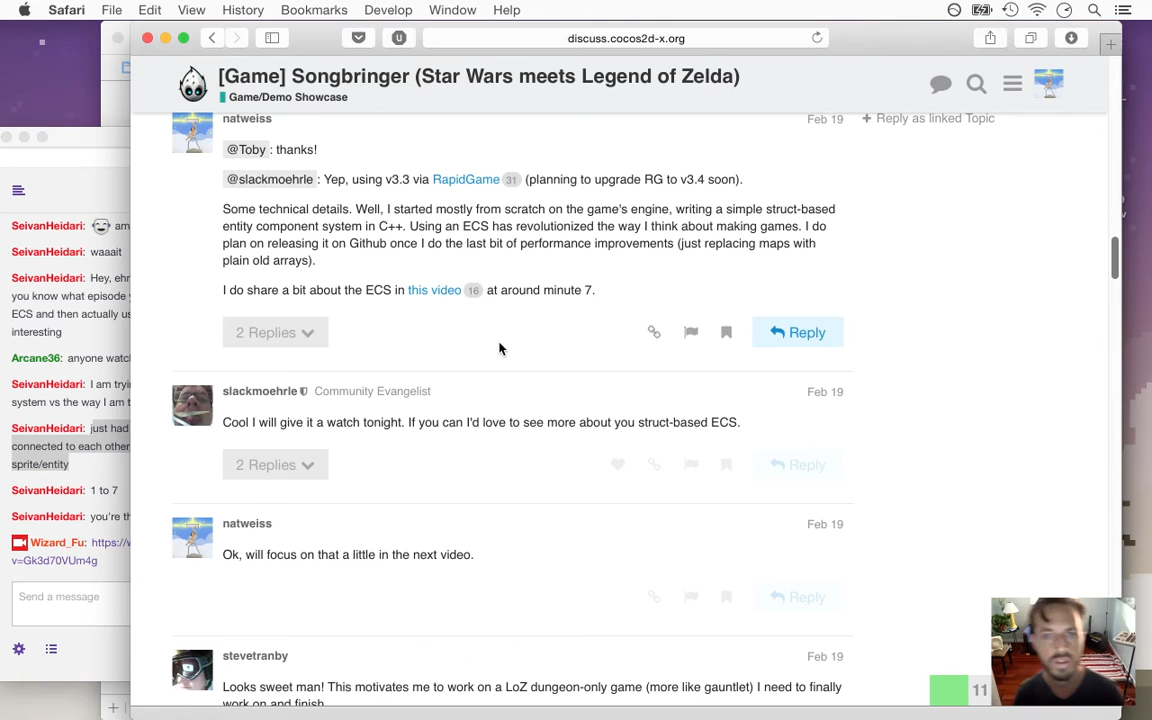 Safari File Edit View History Bookmarks Develop Window Help
discuss.cocos2d-x.org
[Game] Songbringer (Star Wars meets Legend of Zelda)
Game/Demo Showcase
natweiss Feb 19
Reply as linked Topic
@Toby : thanks!
@slackmoehrle : Yep, using v3.3 via RapidGame 31 (planning to upgrade RG to v3.4 soon).
Some technical details. Well, I started mostly from scratch on the game's engine, writing a simple struct-based
entity component system in C++. Using an ECS has revolutionized the way I think about making games. I do
plan on releasing it on Github once I do the last bit of performance improvements (just replacing maps with
plain old arrays).
I do share a bit about the ECS in this video 16 at around minute 7.
2 Replies Reply
slackmoehrle Community Evangelist Feb 19
Cool I will give it a watch tonight. If you can I'd love to see more about you struct-based ECS.
2 Replies Reply
natweiss Feb 19
Ok, will focus on that a little in the next video.
Reply
stevetranby Feb 19
Looks sweet man! This motivates me to work on a LoZ dungeon-only game (more like gauntlet) I need to finally
work on and finish.
SeivanHeidari: am
SeivanHeidari: waaait
SeivanHeidari: Hey, ehr
you know what episode
ECS and then actually us
interesting
Arcane36: anyone watch
SeivanHeidari: I am tryi
system vs the way I am t
SeivanHeidari: just had
connected to each other
sprite/entity
SeivanHeidari: 1 to 7
SeivanHeidari: you're th
Wizard_Fu: https://w
v=Gk3d70VUm4g
Send a message
11